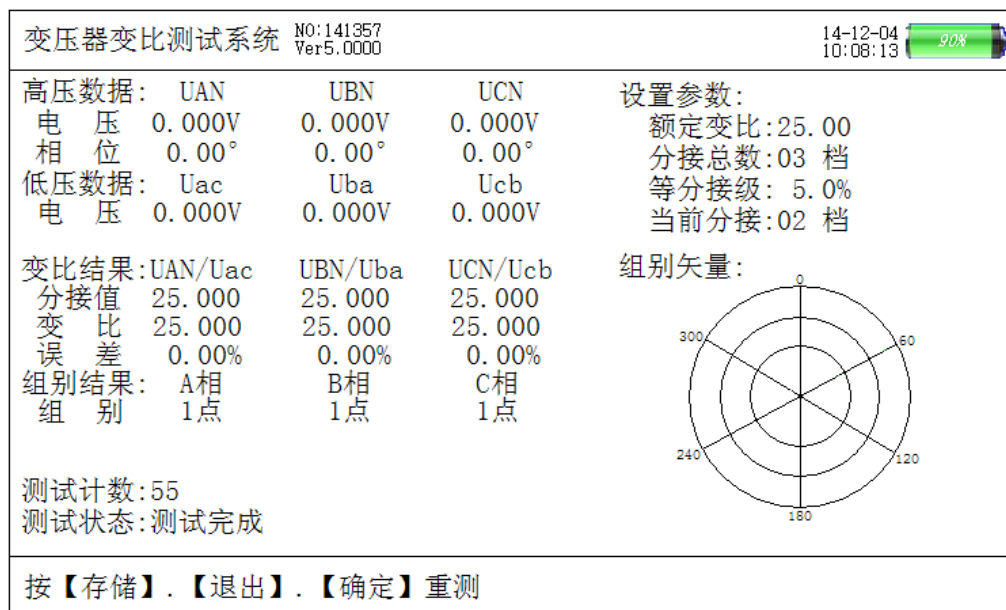 变压器变比测试系统 NO:141357 14-12-04 90%
Ver5.0000 10:08:13
高压数据: UAN UBN UCN
电 压 0.000V 0.000V 0.000V
相 位 0.00° 0.00° 0.00°
低压数据: Uac Uba Ucb
电 压 0.000V 0.000V 0.000V
变比结果:UAN/Uac UBN/Uba UCN/Ucb
分接值 25.000 25.000 25.000
变 比 25.000 25.000 25.000
误 差 0.00% 0.00% 0.00%
组别结果: A相 B相 C相
组 别 1点 1点 1点
测试计数:55
测试状态:测试完成
设置参数:
额定变比:25.00
分接总数:03 档
等分接级: 5.0%
当前分接:02 档
组别矢量:
0
300 60
240 120
180
按【存储】.【退出】.【确定】重测